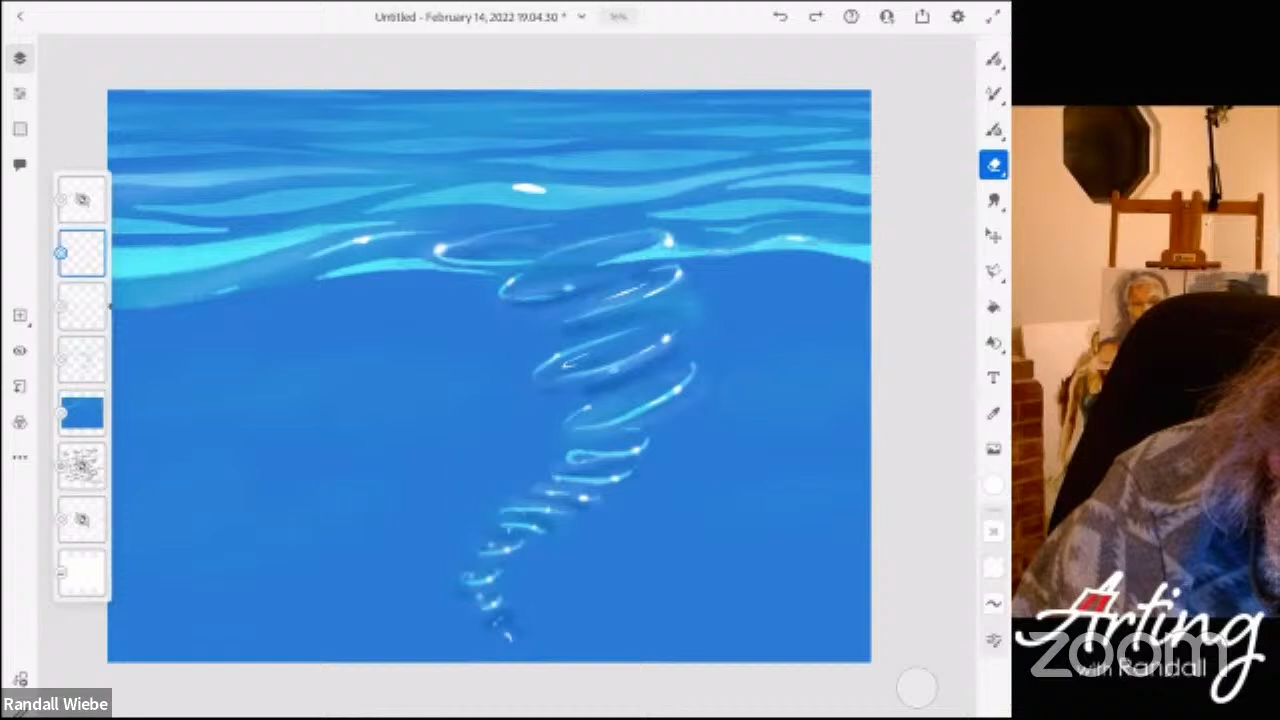 Untitled - February 14, 2022 19.04.30 *
Arting
with Randall
zoom
Randall Wiebe